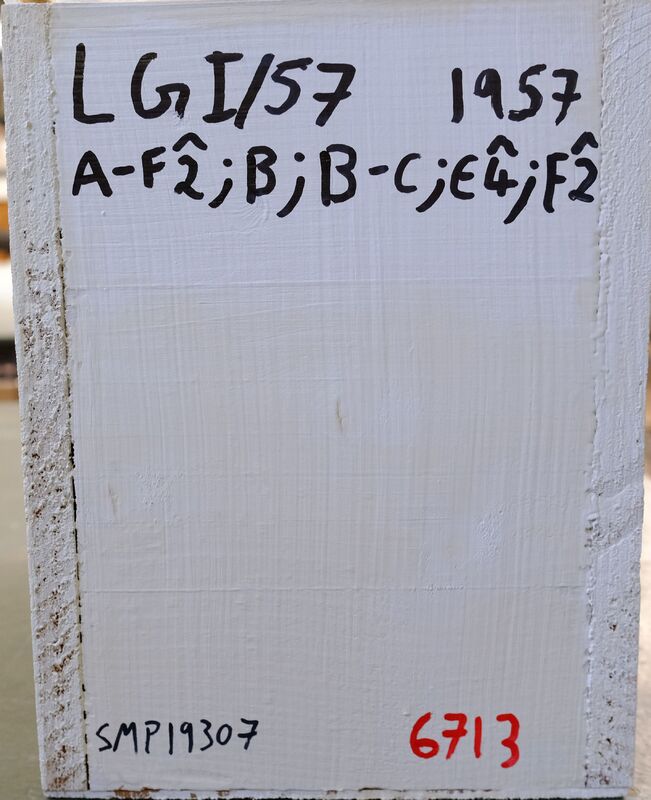 LGI/57 1957
A-F2̂;B;B-C;E4̂;F2̂
SMP19307 6713